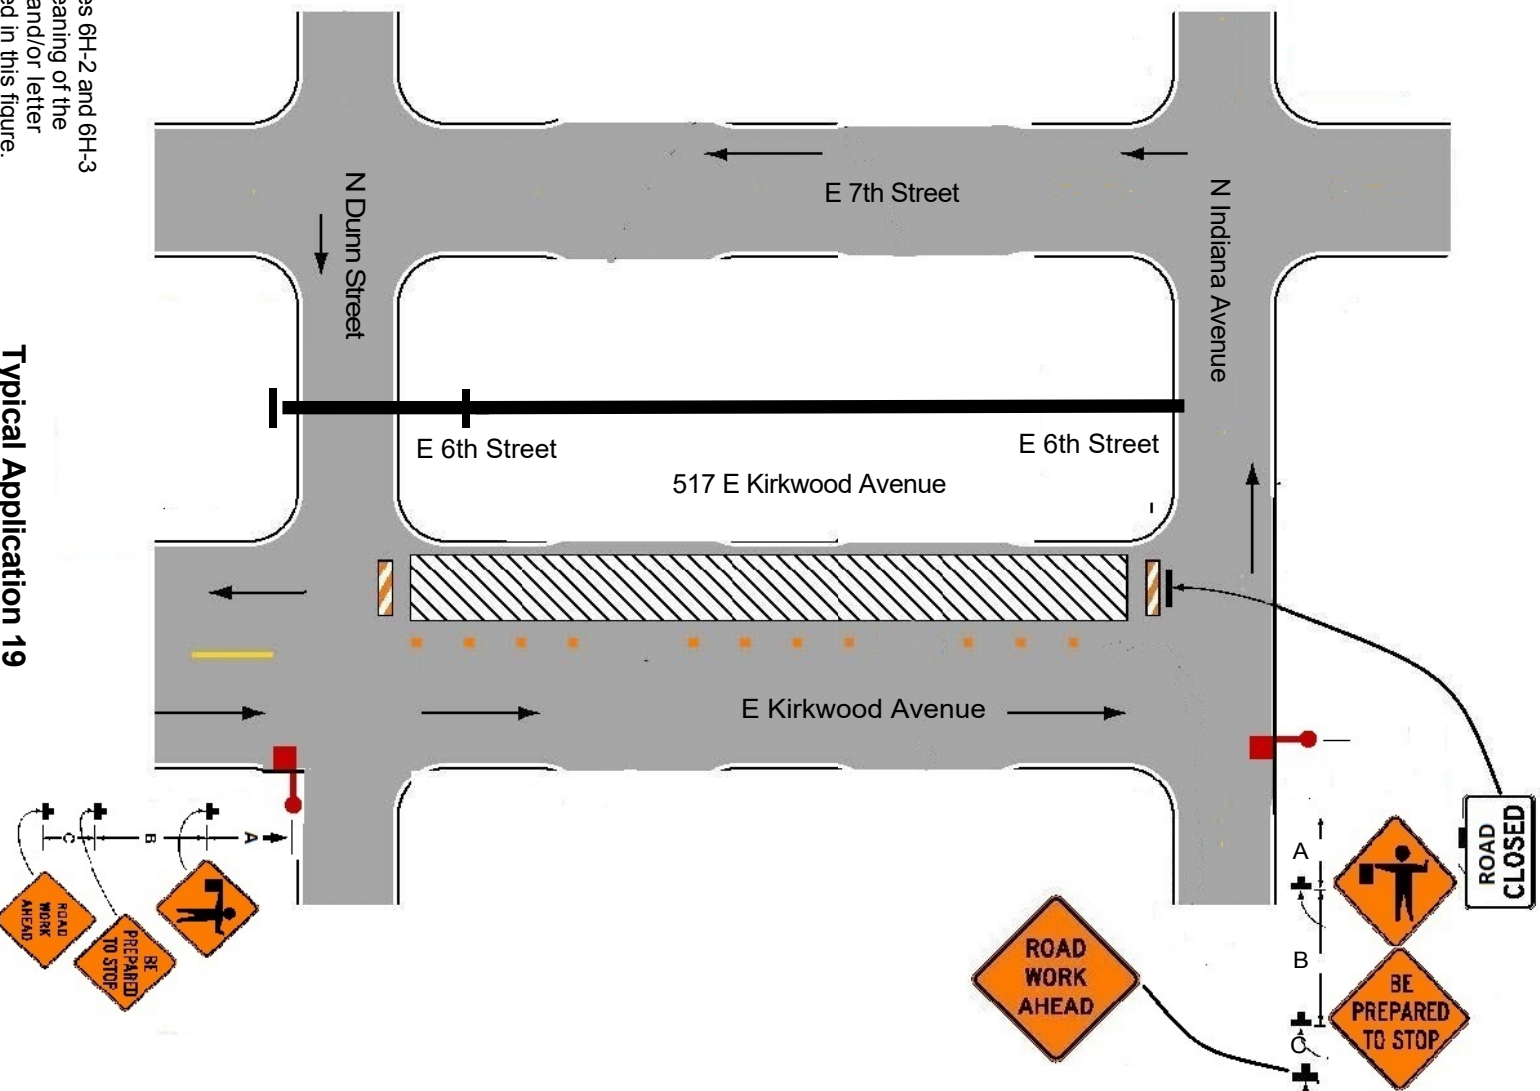 es 6H-2 and 6H-3
eaning of the
and/or letter
ed in this figure.
Typical Application 19
E 7th Street
N Dunn Street
N Indiana Avenue
E 6th Street
E 6th Street
517 E Kirkwood Avenue
E Kirkwood Avenue
C
B
A
ROAD
WORK
AHEAD
BE
PREPARED
TO STOP
ROAD
WORK
AHEAD
A
B
C
BE
PREPARED
TO STOP
ROAD
CLOSED